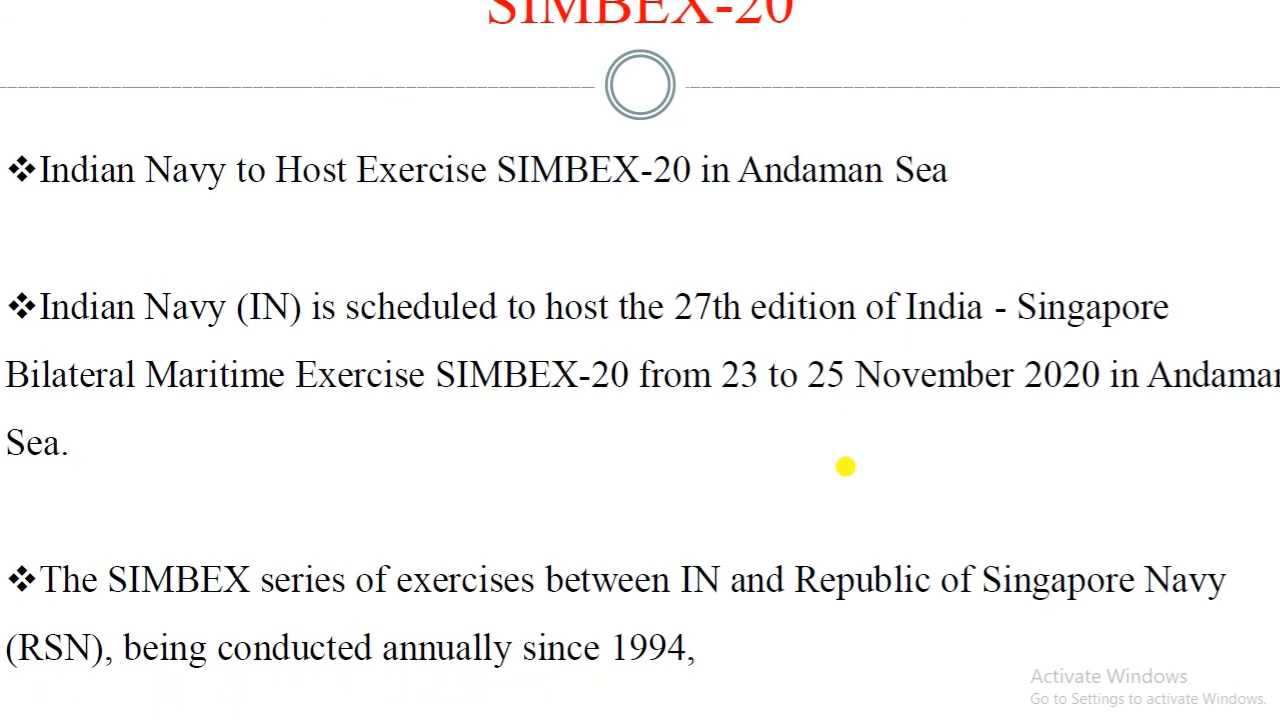 SIMBEX-20
❖Indian Navy to Host Exercise SIMBEX-20 in Andaman Sea
❖Indian Navy (IN) is scheduled to host the 27th edition of India - Singapore
Bilateral Maritime Exercise SIMBEX-20 from 23 to 25 November 2020 in Andaman
Sea.
❖The SIMBEX series of exercises between IN and Republic of Singapore Navy
(RSN), being conducted annually since 1994,
Activate Windows
Go to Settings to activate Windows.